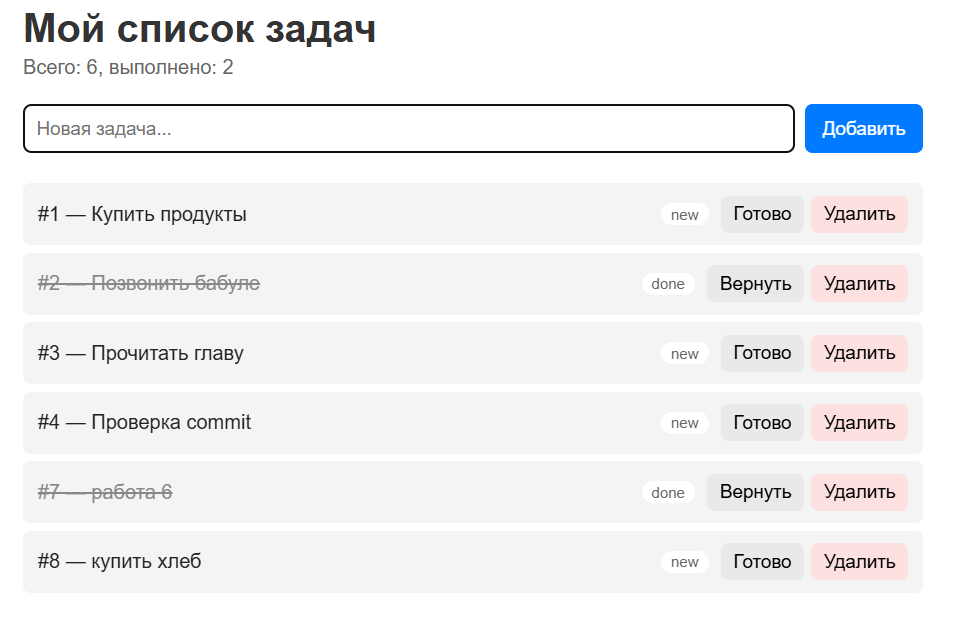 Мой список задач
Всего: 6, выполнено: 2
Новая задача... Добавить
#1 — Купить продукты new Готово Удалить
#2 — Позвонить бабуле done Вернуть Удалить
#3 — Прочитать главу new Готово Удалить
#4 — Проверка commit new Готово Удалить
#7 — работа 6 done Вернуть Удалить
#8 — купить хлеб new Готово Удалить